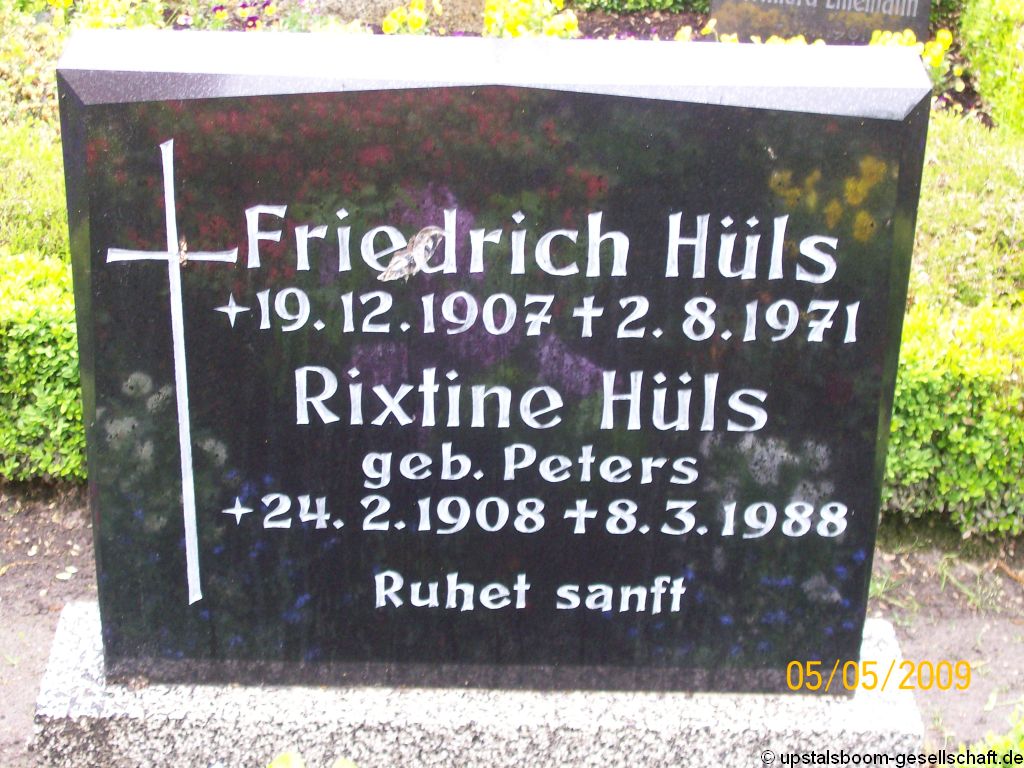 Friedrich Hüls
+19.12.1907 † 2.8.1971
Rixtine Hüls
geb. Peters
+24.2.1908 †8.3.1988
Ruhet sanft
05/05/2009
© upstalsboom-gesellschaft.de